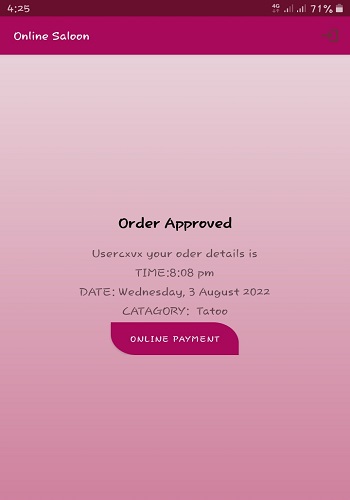 4:25
4G
71%
Online Saloon
Order Approved
Usercxvx your oder details is
TIME:8:08 pm
DATE: Wednesday, 3 August 2022
CATAGORY: Tatoo
ONLINE PAYMENT